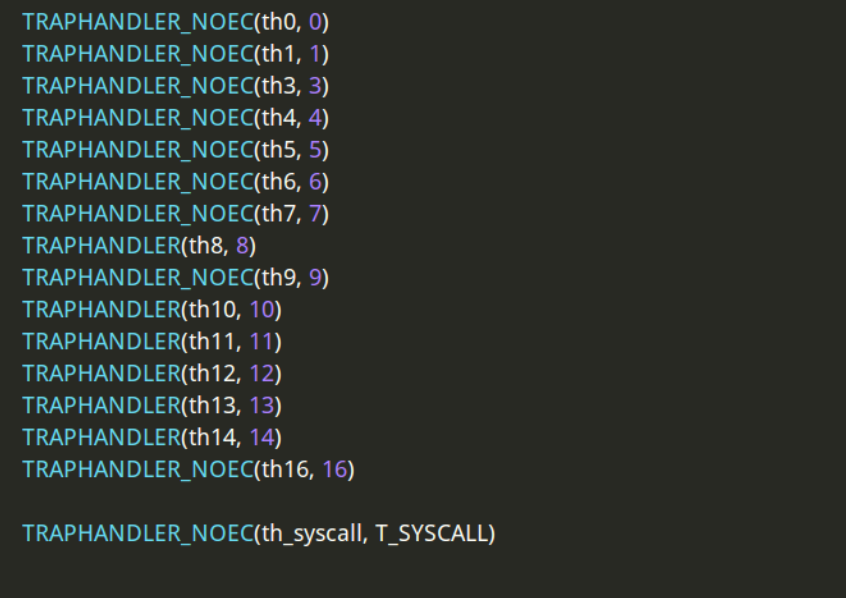 TRAPHANDLER_NOEC(th0, 0)
TRAPHANDLER_NOEC(th1, 1)
TRAPHANDLER_NOEC(th3, 3)
TRAPHANDLER_NOEC(th4, 4)
TRAPHANDLER_NOEC(th5, 5)
TRAPHANDLER_NOEC(th6, 6)
TRAPHANDLER_NOEC(th7, 7)
TRAPHANDLER(th8, 8)
TRAPHANDLER_NOEC(th9, 9)
TRAPHANDLER(th10, 10)
TRAPHANDLER(th11, 11)
TRAPHANDLER(th12, 12)
TRAPHANDLER(th13, 13)
TRAPHANDLER(th14, 14)
TRAPHANDLER_NOEC(th16, 16)
TRAPHANDLER_NOEC(th_syscall, T_SYSCALL)